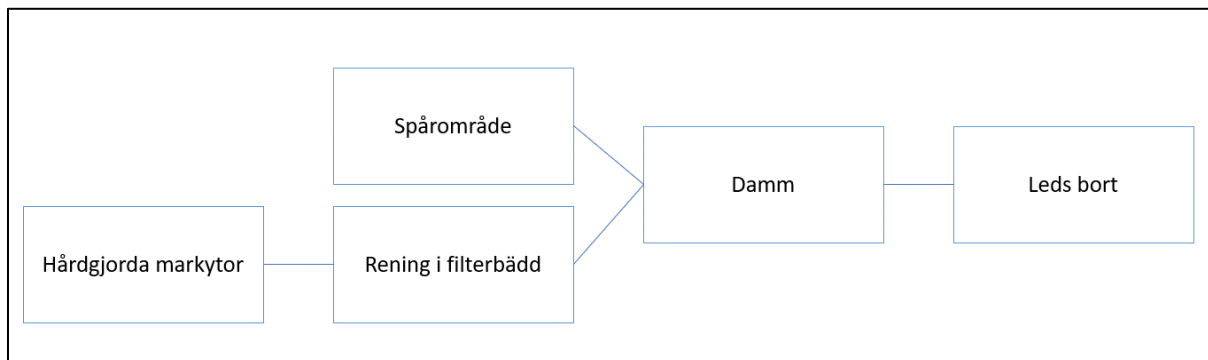 Spårområde
Damm
Leds bort
Hårdgjorda markytor
Rening i filterbädd